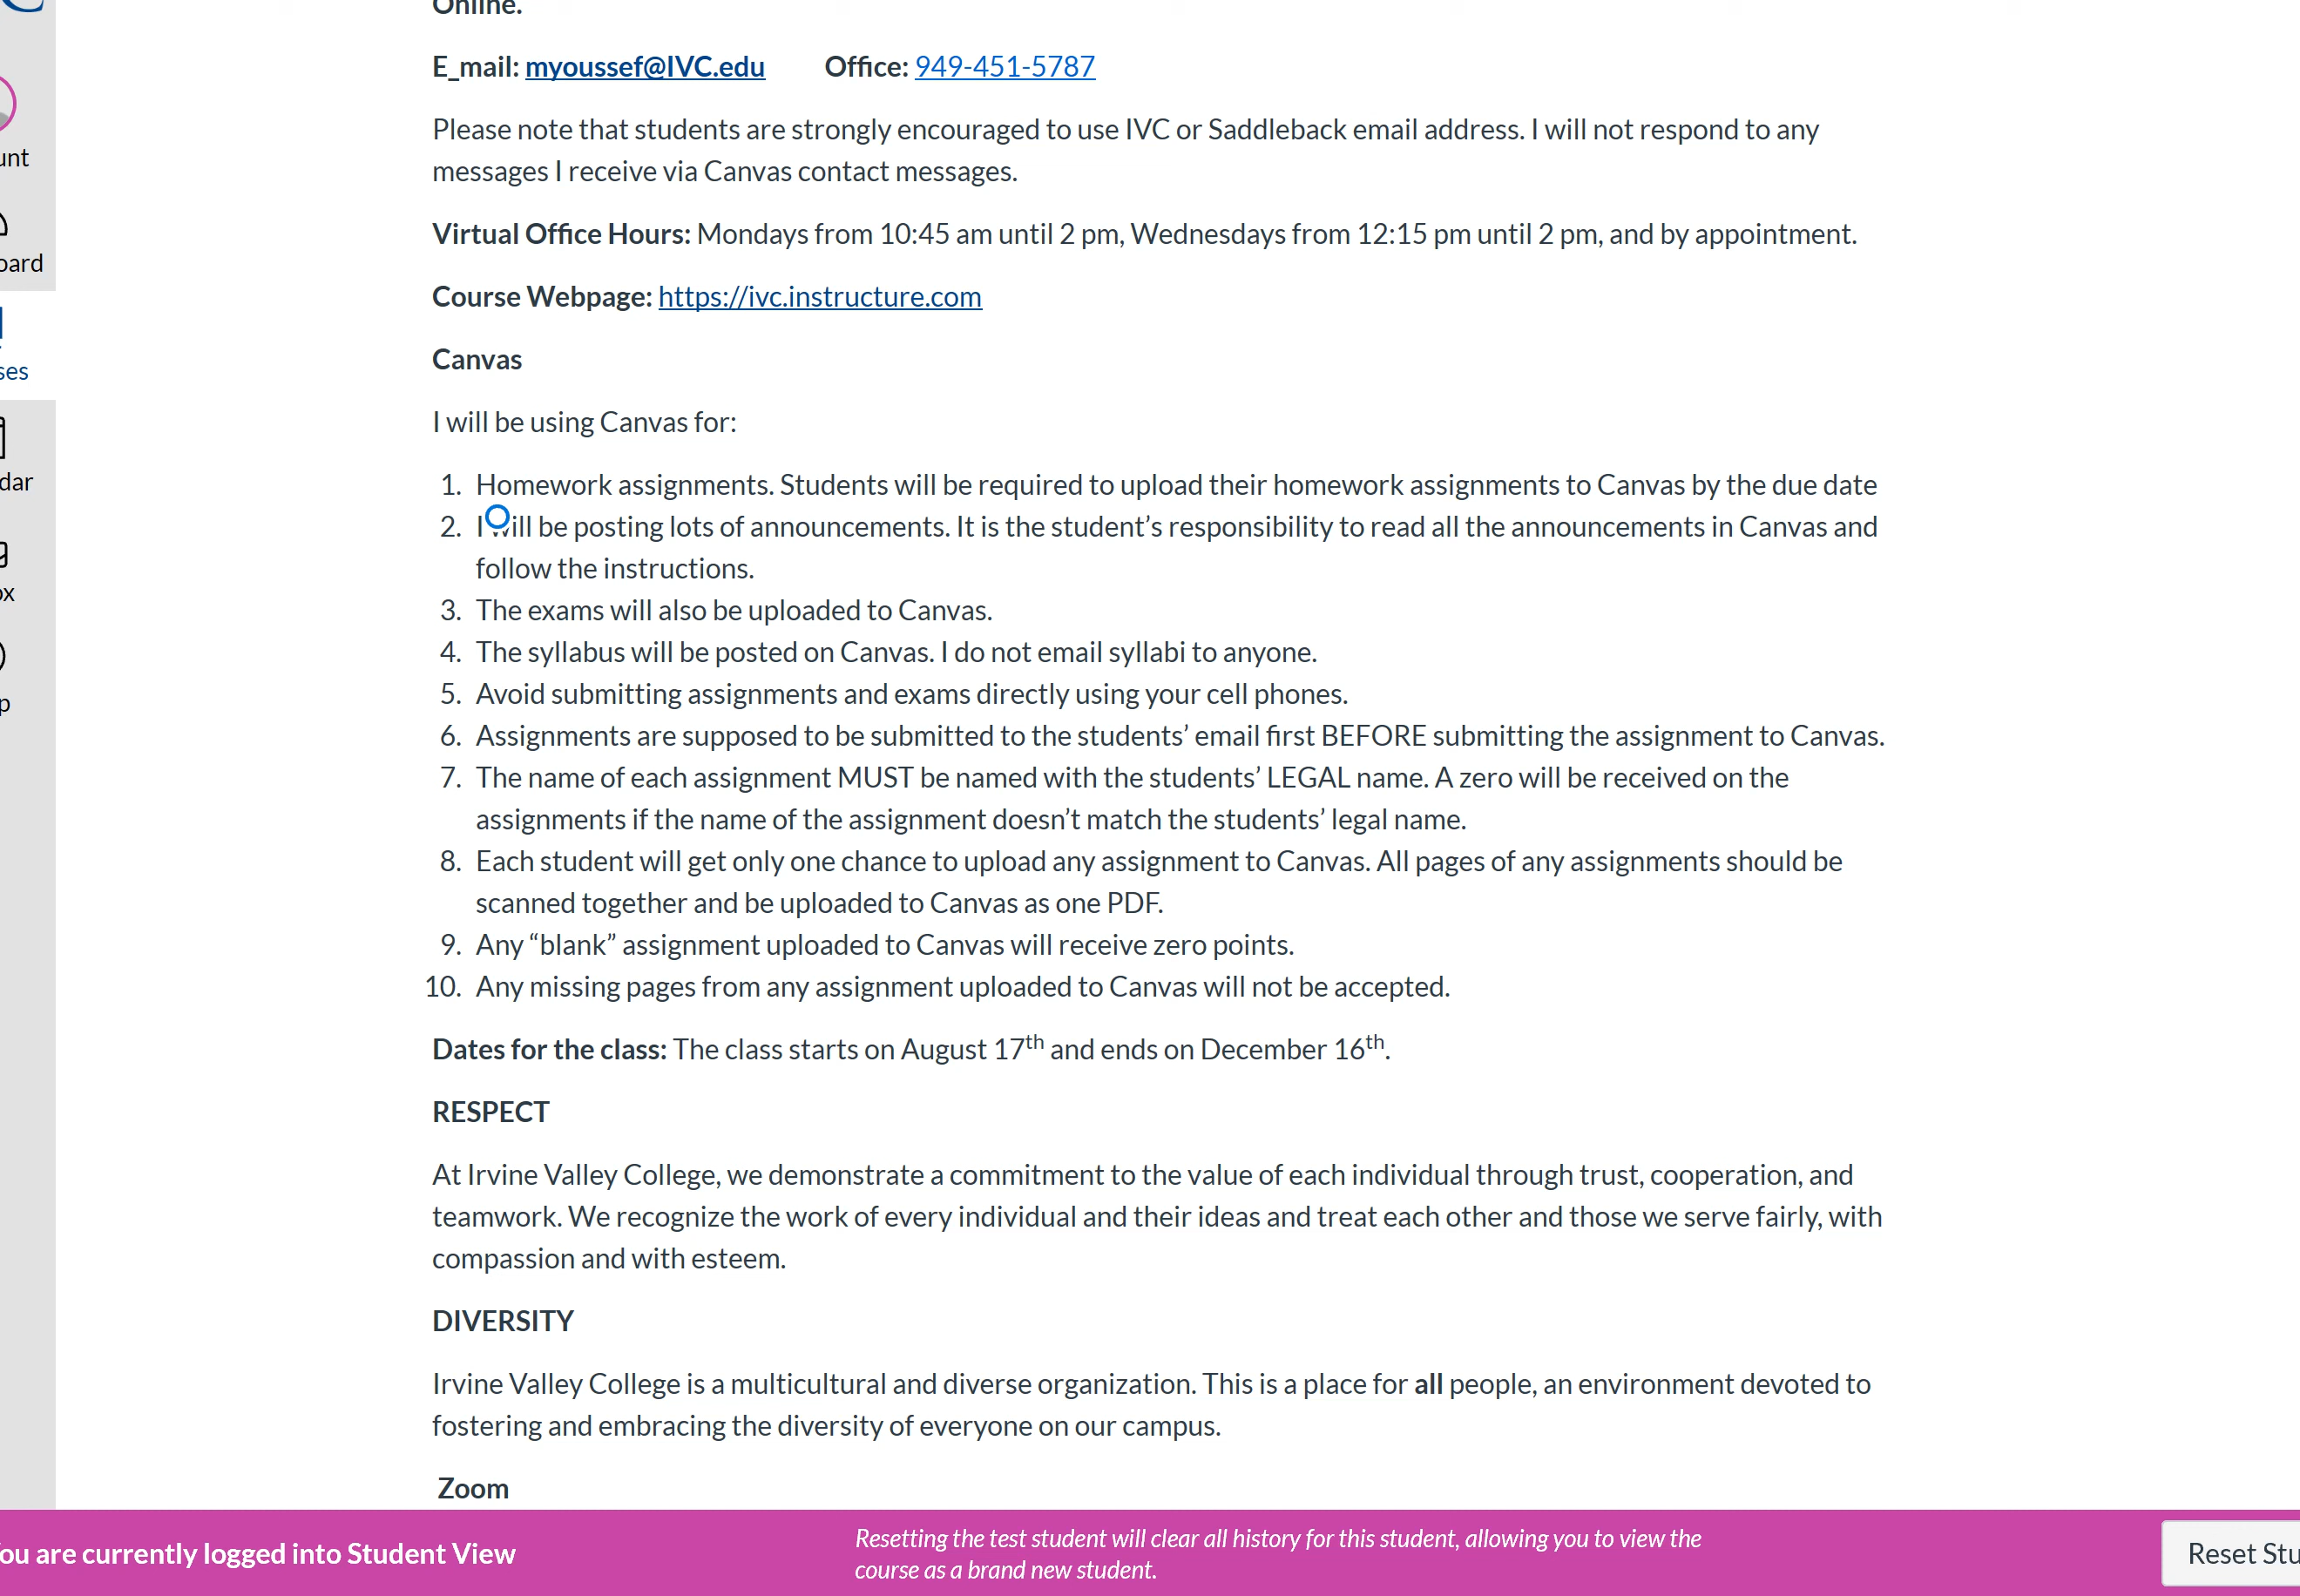 Online.
E_mail: myoussef@IVC.edu Office: 949-451-5787
Please note that students are strongly encouraged to use IVC or Saddleback email address. I will not respond to any
messages I receive via Canvas contact messages.
Virtual Office Hours: Mondays from 10:45 am until 2 pm, Wednesdays from 12:15 pm until 2 pm, and by appointment.
Course Webpage: https://ivc.instructure.com
Canvas
I will be using Canvas for:
1. Homework assignments. Students will be required to upload their homework assignments to Canvas by the due date
2. I will be posting lots of announcements. It is the student’s responsibility to read all the announcements in Canvas and
follow the instructions.
3. The exams will also be uploaded to Canvas.
4. The syllabus will be posted on Canvas. I do not email syllabi to anyone.
5. Avoid submitting assignments and exams directly using your cell phones.
6. Assignments are supposed to be submitted to the students’ email first BEFORE submitting the assignment to Canvas.
7. The name of each assignment MUST be named with the students’ LEGAL name. A zero will be received on the
assignments if the name of the assignment doesn’t match the students’ legal name.
8. Each student will get only one chance to upload any assignment to Canvas. All pages of any assignments should be
scanned together and be uploaded to Canvas as one PDF.
9. Any “blank” assignment uploaded to Canvas will receive zero points.
10. Any missing pages from any assignment uploaded to Canvas will not be accepted.
Dates for the class: The class starts on August 17th and ends on December 16th.
RESPECT
At Irvine Valley College, we demonstrate a commitment to the value of each individual through trust, cooperation, and
teamwork. We recognize the work of every individual and their ideas and treat each other and those we serve fairly, with
compassion and with esteem.
DIVERSITY
Irvine Valley College is a multicultural and diverse organization. This is a place for all people, an environment devoted to
fostering and embracing the diversity of everyone on our campus.
Zoom
unt
oard
ses
dar
ox
p
ou are currently logged into Student View
Resetting the test student will clear all history for this student, allowing you to view the
course as a brand new student.
Reset Stu